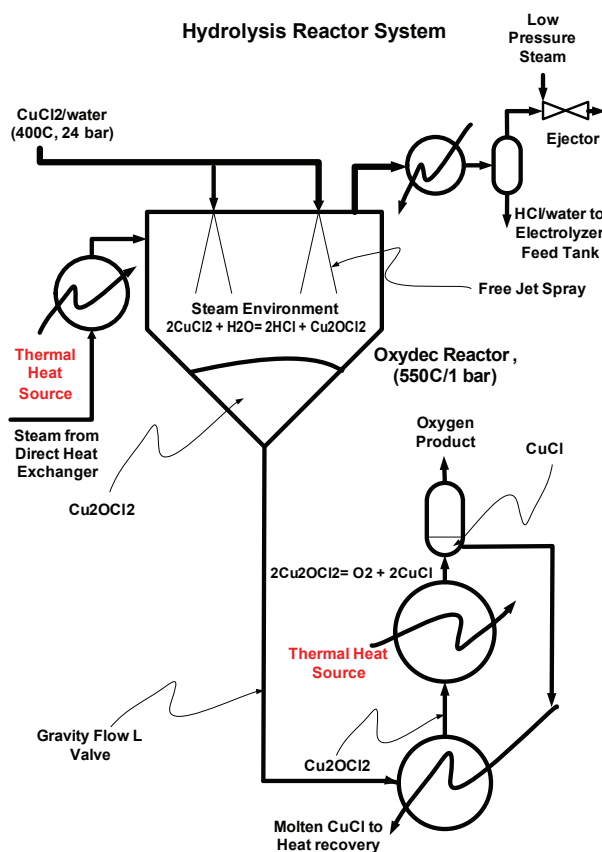 Hydrolysis Reactor System
Low
Pressure
Steam
CuCl2/water
(400C, 24 bar)
Ejector
HCl/water to
Electrolyzer
Feed Tank
Free Jet Spray
Steam Environment
2CuCl2 + H2O= 2HCl + Cu2OCl2
Thermal
Heat
Source
Oxydec Reactor ,
(550C/1 bar)
Steam from
Direct Heat
Exchanger
Oxygen
Product
CuCl
Cu2OCl2
2Cu2OCl2= O2 + 2CuCl
Thermal Heat
Source
Gravity Flow L
Valve
Cu2OCl2
Molten CuCl to
Heat recovery